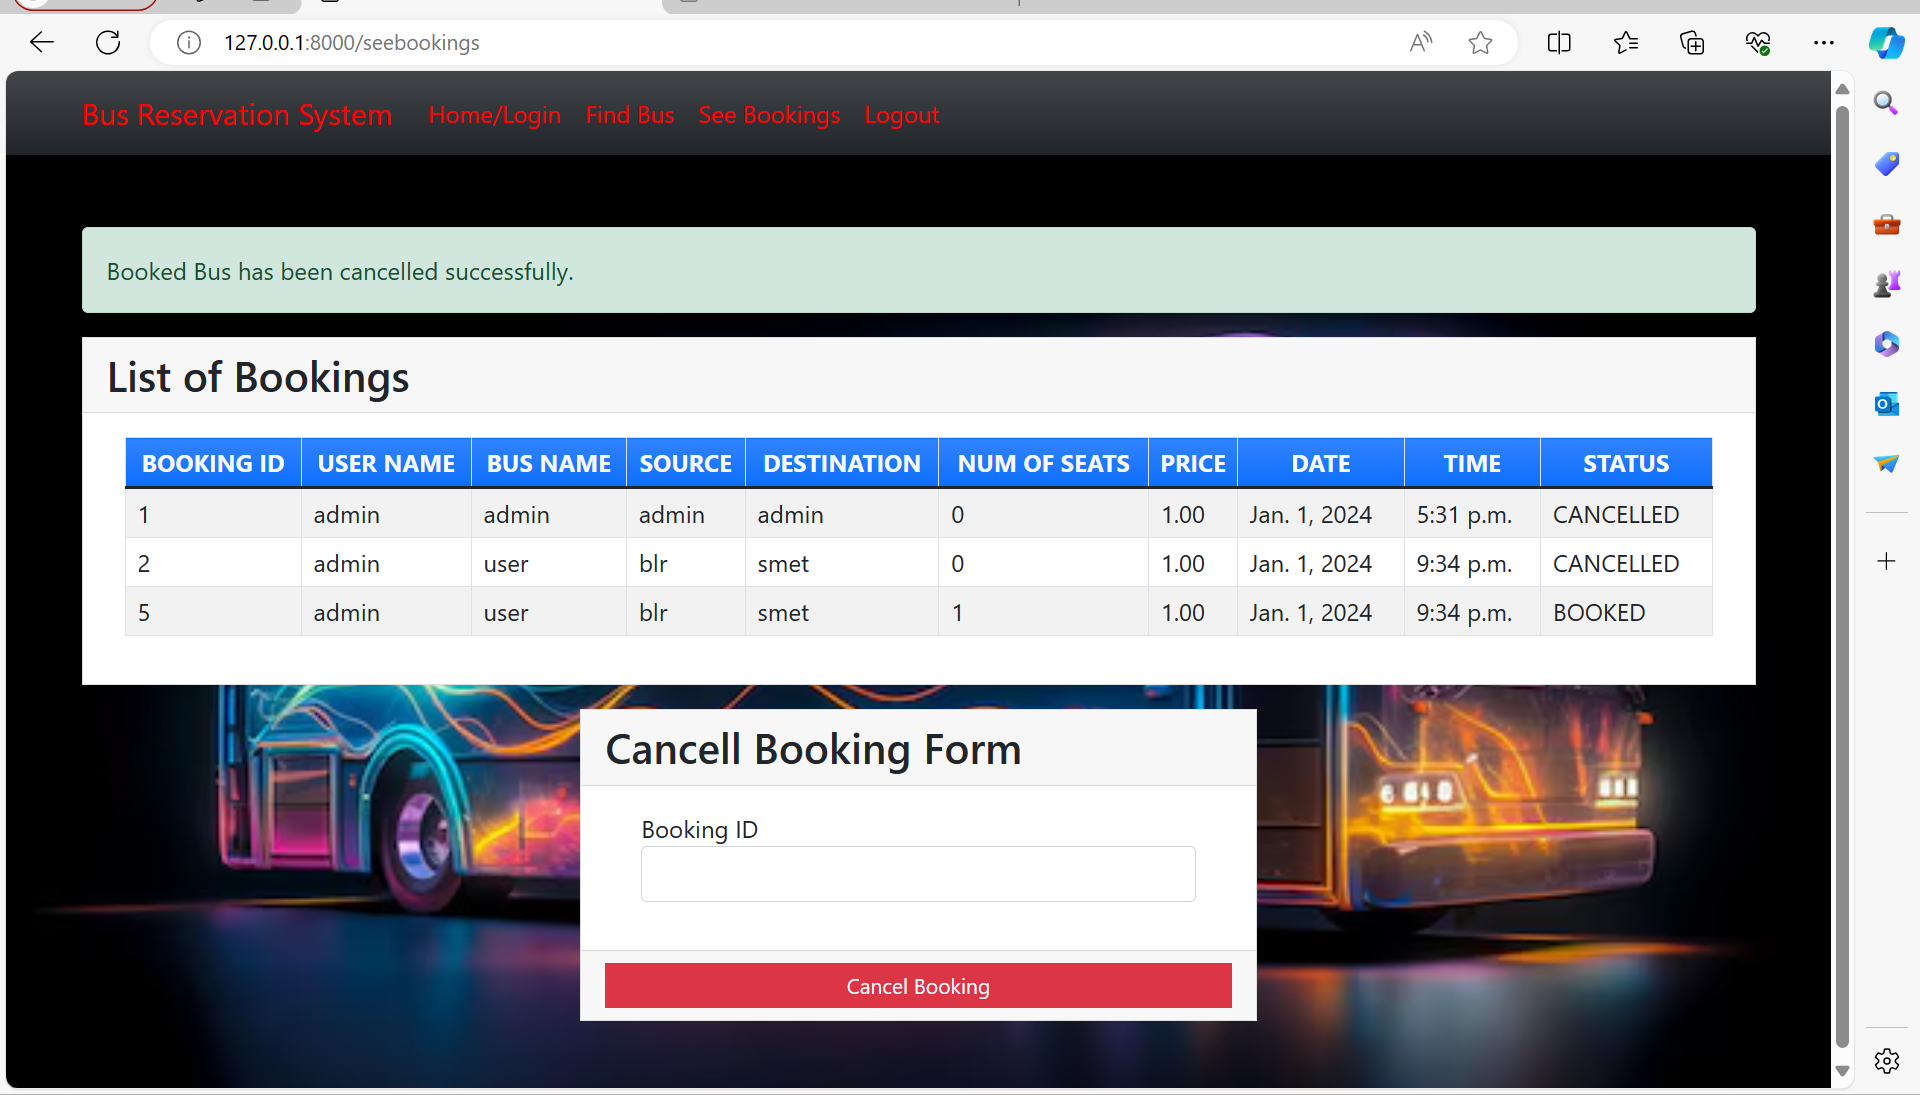 127.0.0.1:8000/seebookings
Bus Reservation System Home/Login Find Bus See Bookings Logout
Booked Bus has been cancelled successfully.
List of Bookings
BOOKING ID USER NAME BUS NAME SOURCE DESTINATION NUM OF SEATS PRICE DATE TIME STATUS
1 admin admin admin admin 0 1.00 Jan. 1, 2024 5:31 p.m. CANCELLED
2 admin user blr smet 0 1.00 Jan. 1, 2024 9:34 p.m. CANCELLED
5 admin user blr smet 1 1.00 Jan. 1, 2024 9:34 p.m. BOOKED
Cancell Booking Form
Booking ID
Cancel Booking